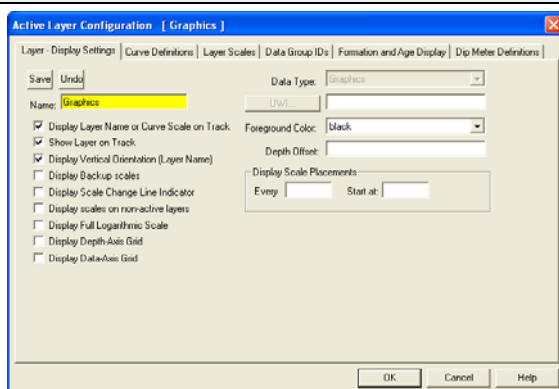 Active Layer Configuration [ Graphics ]
Layer - Display Settings Curve Definitions Layer Scales Data Group IDs Formation and Age Display Dip Meter Definitions
Save Undo
Name: Graphics
Display Layer Name or Curve Scale on Track
Show Layer on Track
Display Vertical Orientation (Layer Name)
Display Backup scales
Display Scale Change Line Indicator
Display scales on non-active layers
Display Full Logarithmic Scale
Display Depth-Axis Grid
Display Data-Axis Grid
Data Type: Graphics
UWI...
Foreground Color: black
Depth Offset:
Display Scale Placements
Every Start at:
OK Cancel Help